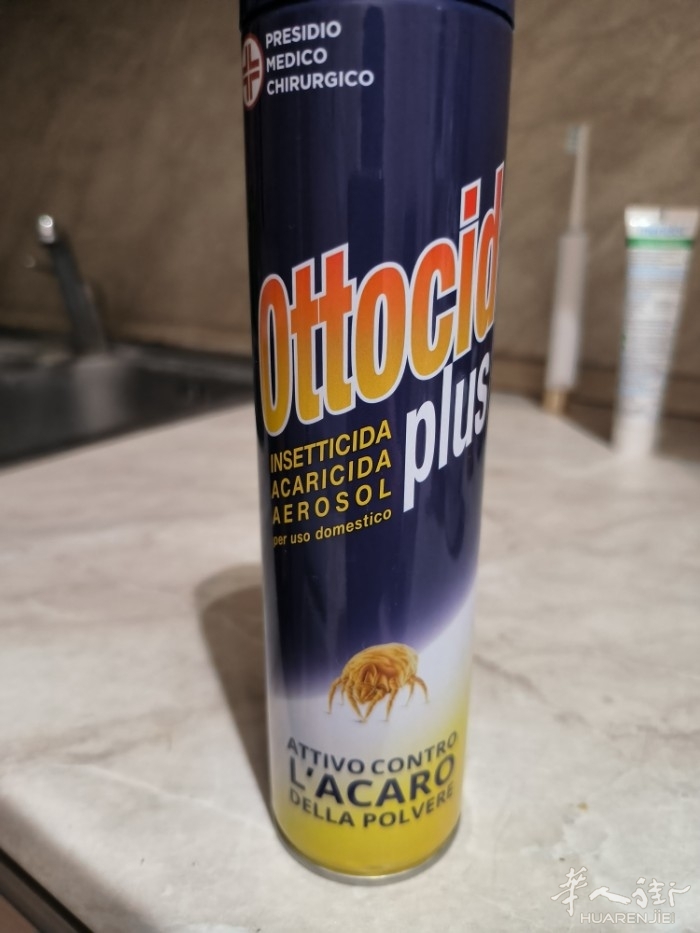 PRESIDIO
MEDICO
CHIRURGICO
Ottocid
plus
INSETTICIDA
ACARICIDA
AEROSOL
per uso domestico
ATTIVO CONTRO
L'ACARO
DELLA POLVERE
华人街
HUARENJIE